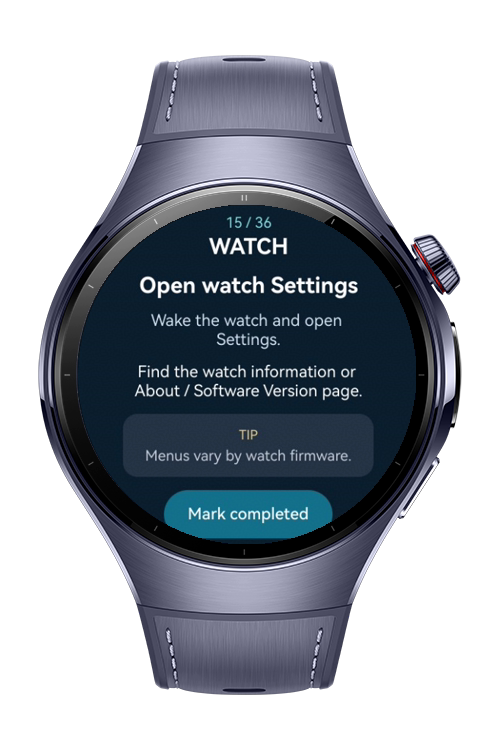 15 / 36
WATCH
Open watch Settings
Wake the watch and open
Settings.
Find the watch information or
About / Software Version page.
TIP
Menus vary by watch firmware.
Mark completed